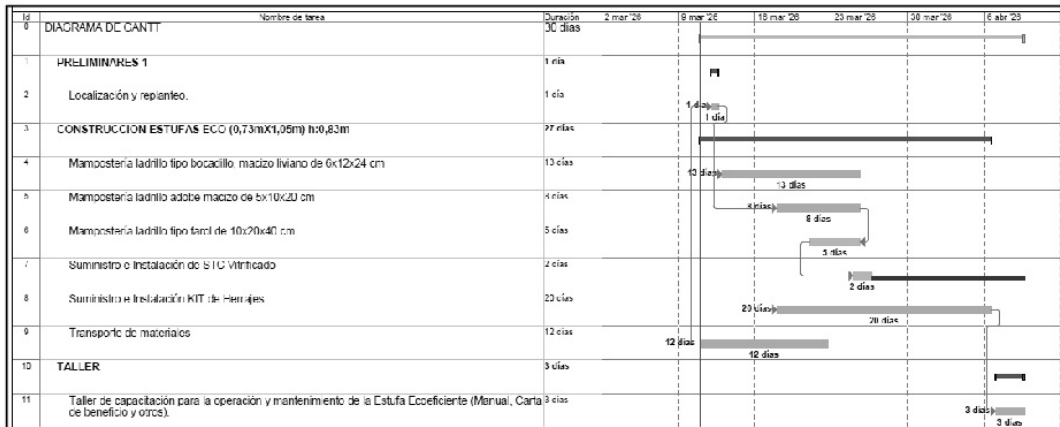 Id Nombre de tarea Duración 2 mar '26 9 mar '26 16 mar '26 23 mar '26 30 mar '26 6 abr '26
0 DIAGRAMA DE GANTT 30 días
1 PRELIMINARES 1 1 día
2 Localización y replanteo. 1 día 1 día
1 día
3 CONSTRUCCION ESTUFAS ECO (0,73mX1,05m) h:0,83m 27 días
4 Mampostería ladrillo tipo bocadillo, macizo liviano de 6x12x24 cm 13 días 13 días
13 días
5 Mampostería ladrillo adobe macizo de 5x10x20 cm 8 días 8 días
8 días
6 Mampostería ladrillo tipo farol de 10x20x40 cm 5 días
5 días
7 Suministro e Instalación de Vitrificado 2 días
2 días
8 Suministro e Instalación KIT de Herrajes 20 días 20 días
20 días
9 Transporte de materiales 12 días 12 días
12 días
10 TALLER 3 días
11 Taller de capacitación para la operación y mantenimiento de la Estufa Ecoeficiente (Manual, Carta 3 días 3 días
de beneficio y otros). 3 días